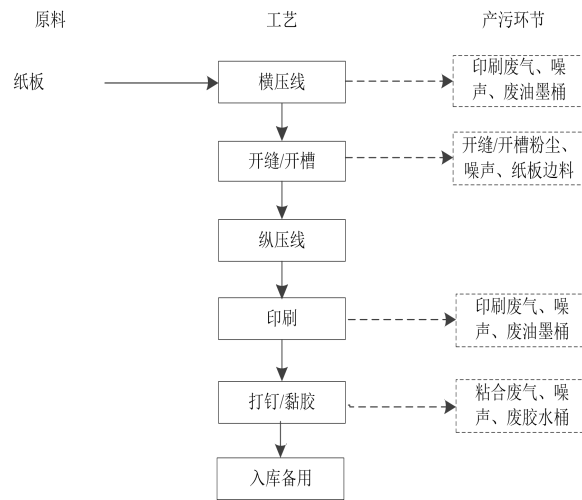 原料
工艺
产污环节
纸板
横压线
印刷废气、噪
声、废油墨桶
开缝/开槽
开缝/开槽粉尘、
噪声、纸板边料
纵压线
印刷
印刷废气、噪
声、废油墨桶
打钉/黏胶
粘合废气、噪
声、废胶水桶
入库备用